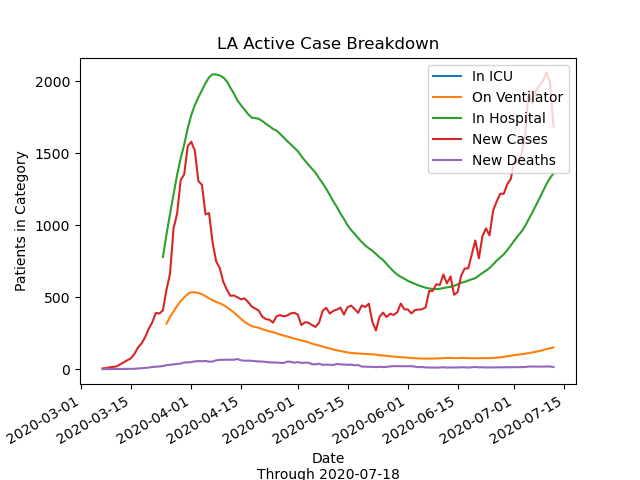 LA Active Case Breakdown
In ICU
On Ventilator
In Hospital
New Cases
New Deaths
Patients in Category
2000
1500
1000
500
0
2020-03-01
2020-03-15
2020-04-01
2020-04-15
2020-05-01
2020-05-15
2020-06-01
2020-06-15
2020-07-01
2020-07-15
Date
Through 2020-07-18